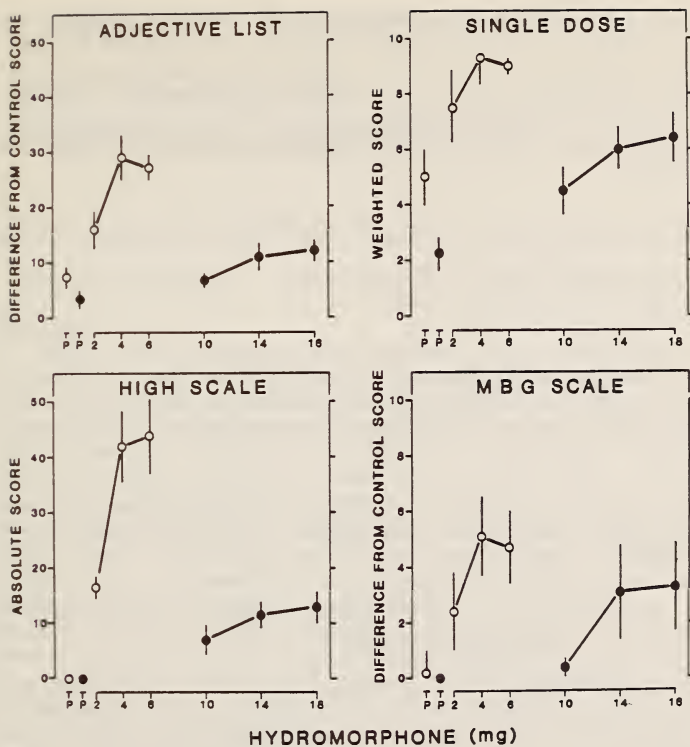 ADJECTIVE LIST
DIFFERENCE FROM CONTROL SCORE
50
40
30
20
10
0
T P
T P
2
4
6
10
14
18
SINGLE DOSE
WEIGHTED SCORE
10
8
6
4
2
0
T P
T P
2
4
6
10
14
18
HIGH SCALE
ABSOLUTE SCORE
50
40
30
20
10
0
T P
T P
2
4
6
10
14
18
MBG SCALE
DIFFERENCE FROM CONTROL SCORE
10
8
6
4
2
0
T P
T P
2
4
6
10
14
18
HYDROMORPHONE (mg)